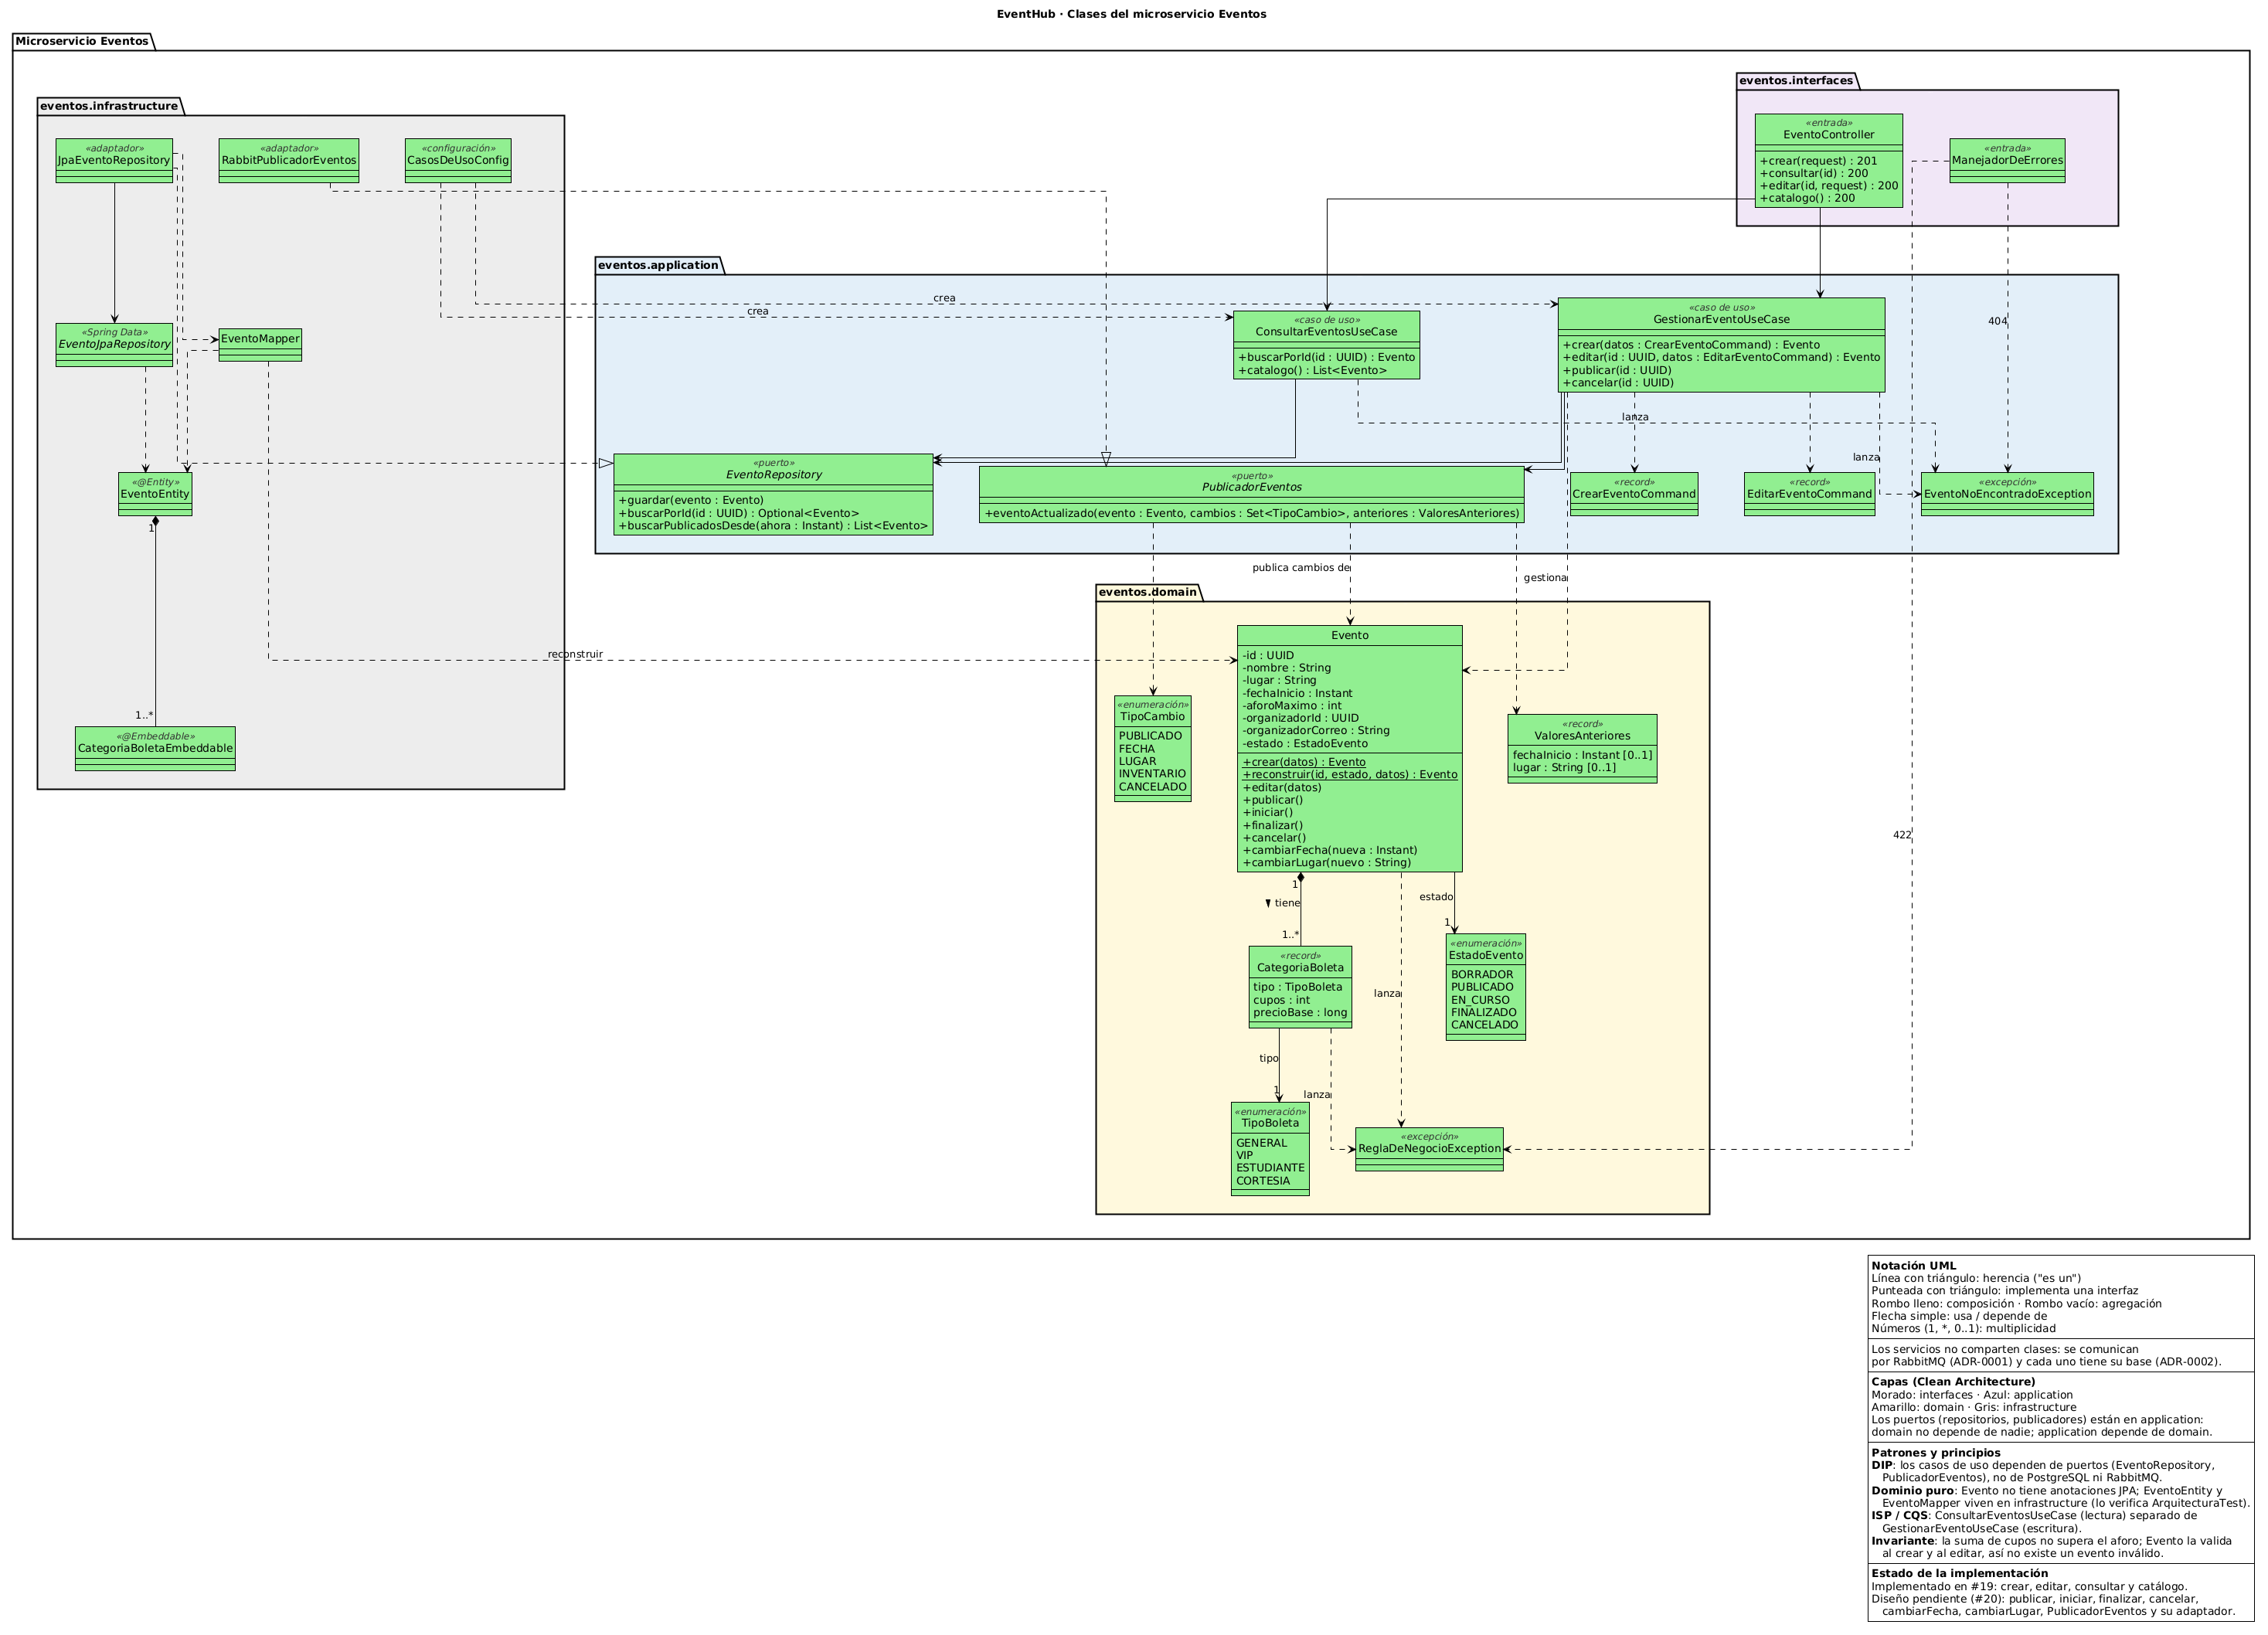 EventHub · Clases del microservicio Eventos
Microservicio Eventos
eventos.interfaces
«entrada»
EventoController
+crear(request) : 201
+consultar(id) : 200
+editar(id, request) : 200
+catalogo() : 200
«entrada»
ManejadorDeErrores
eventos.infrastructure
«adaptador»
JpaEventoRepository
«adaptador»
RabbitPublicadorEventos
«configuración»
CasosDeUsoConfig
«Spring Data»
EventoJpaRepository
EventoMapper
«@Entity»
EventoEntity
1
1..*
«@Embeddable»
CategoriaBoletaEmbeddable
eventos.application
crea
crea
«caso de uso»
ConsultarEventosUseCase
+buscarPorId(id : UUID) : Evento
+catalogo() : List<Evento>
«caso de uso»
GestionarEventoUseCase
+crear(datos : CrearEventoCommand) : Evento
+editar(id : UUID, datos : EditarEventoCommand) : Evento
+publicar(id : UUID)
+cancelar(id : UUID)
404
lanza
lanza
«puerto»
EventoRepository
+guardar(evento : Evento)
+buscarPorId(id : UUID) : Optional<Evento>
+buscarPublicadosDesde(ahora : Instant) : List<Evento>
«puerto»
PublicadorEventos
+eventoActualizado(evento : Evento, cambios : Set<TipoCambio>, anteriores : ValoresAnteriores)
«record»
CrearEventoCommand
«record»
EditarEventoCommand
«excepción»
EventoNoEncontradoException
publica cambios de
gestiona
reconstruir
422
eventos.domain
Evento
-id : UUID
-nombre : String
-lugar : String
-fechaInicio : Instant
-aforoMaximo : int
-organizadorId : UUID
-organizadorCorreo : String
-estado : EstadoEvento
+crear(datos) : Evento
+reconstruir(id, estado, datos) : Evento
+editar(datos)
+publicar()
+iniciar()
+finalizar()
+cancelar()
+cambiarFecha(nueva : Instant)
+cambiarLugar(nuevo : String)
«enumeración»
TipoCambio
PUBLICADO
FECHA
LUGAR
INVENTARIO
CANCELADO
«record»
ValoresAnteriores
fechaInicio : Instant [0..1]
lugar : String [0..1]
1
tiene
1..*
estado
1
lanza
«record»
CategoriaBoleta
tipo : TipoBoleta
cupos : int
precioBase : long
«enumeración»
EstadoEvento
BORRADOR
PUBLICADO
EN_CURSO
FINALIZADO
CANCELADO
tipo
1
lanza
«enumeración»
TipoBoleta
GENERAL
VIP
ESTUDIANTE
CORTESIA
«excepción»
ReglaDeNegocioException
Notación UML
Línea con triángulo: herencia ("es un")
Punteada con triángulo: implementa una interfaz
Rombo lleno: composición · Rombo vacío: agregación
Flecha simple: usa / depende de
Números (1, *, 0..1): multiplicidad
Los servicios no comparten clases: se comunican
por RabbitMQ (ADR-0001) y cada uno tiene su base (ADR-0002).
Capas (Clean Architecture)
Morado: interfaces · Azul: application
Amarillo: domain · Gris: infrastructure
Los puertos (repositorios, publicadores) están en application:
domain no depende de nadie; application depende de domain.
Patrones y principios
DIP: los casos de uso dependen de puertos (EventoRepository,
PublicadorEventos), no de PostgreSQL ni RabbitMQ.
Dominio puro: Evento no tiene anotaciones JPA; EventoEntity y
EventoMapper viven en infrastructure (lo verifica ArquitecturaTest).
ISP / CQS: ConsultarEventosUseCase (lectura) separado de
GestionarEventoUseCase (escritura).
Invariante: la suma de cupos no supera el aforo; Evento la valida
al crear y al editar, así no existe un evento inválido.
Estado de la implementación
Implementado en #19: crear, editar, consultar y catálogo.
Diseño pendiente (#20): publicar, iniciar, finalizar, cancelar,
cambiarFecha, cambiarLugar, PublicadorEventos y su adaptador.